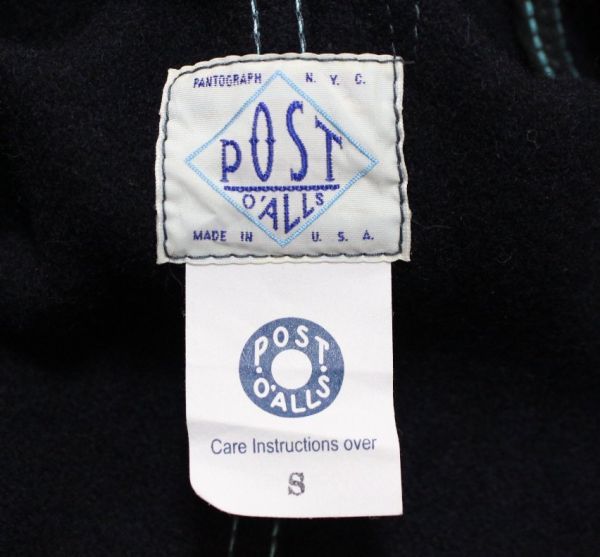 PANTOGRAPH N. Y. C.
POST
O'ALLS
MADE IN U. S. A.
POST
O'ALLS
Care Instructions over
S